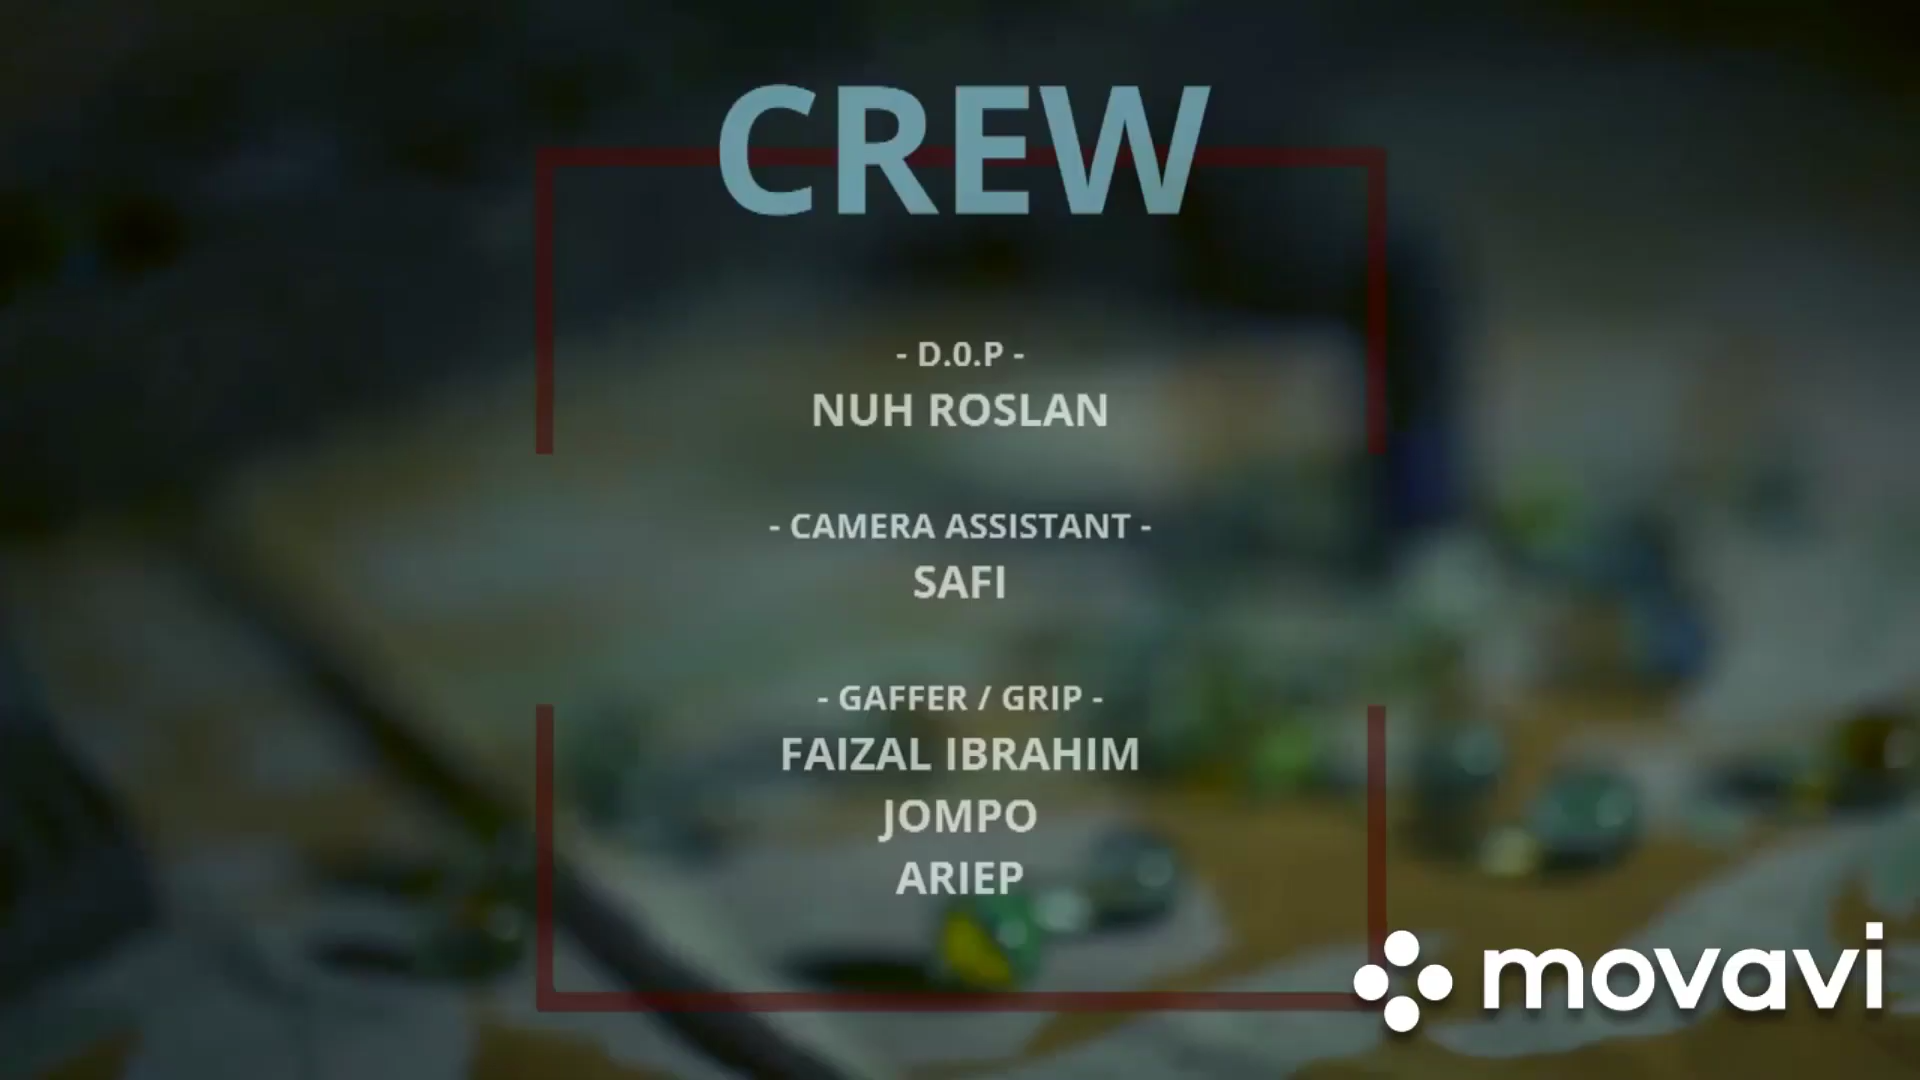 CREW
- D.0.P -
NUH ROSLAN
- CAMERA ASSISTANT -
SAFI
- GAFFER / GRIP -
FAIZAL IBRAHIM
JOMPO
ARIEP
movavi